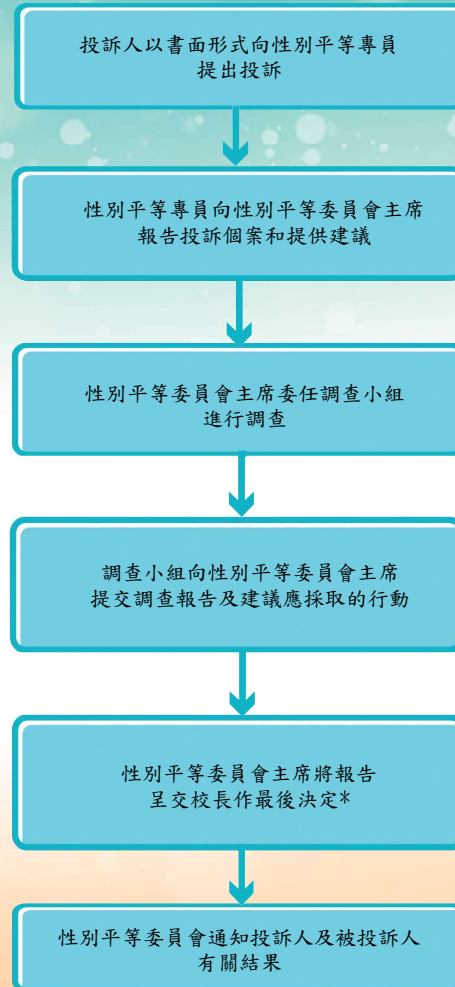 投訴人以書面形式向性別平等專員
提出投訴
性別平等專員向性別平等委員會主席
報告投訴個案和提供建議
性別平等委員會主席委任調查小組
進行調查
調查小組向性別平等委員會主席
提交調查報告及建議應採取的行動
性別平等委員會主席將報告
呈交校長作最後決定*
性別平等委員會通知投訴人及被投訴人
有關結果